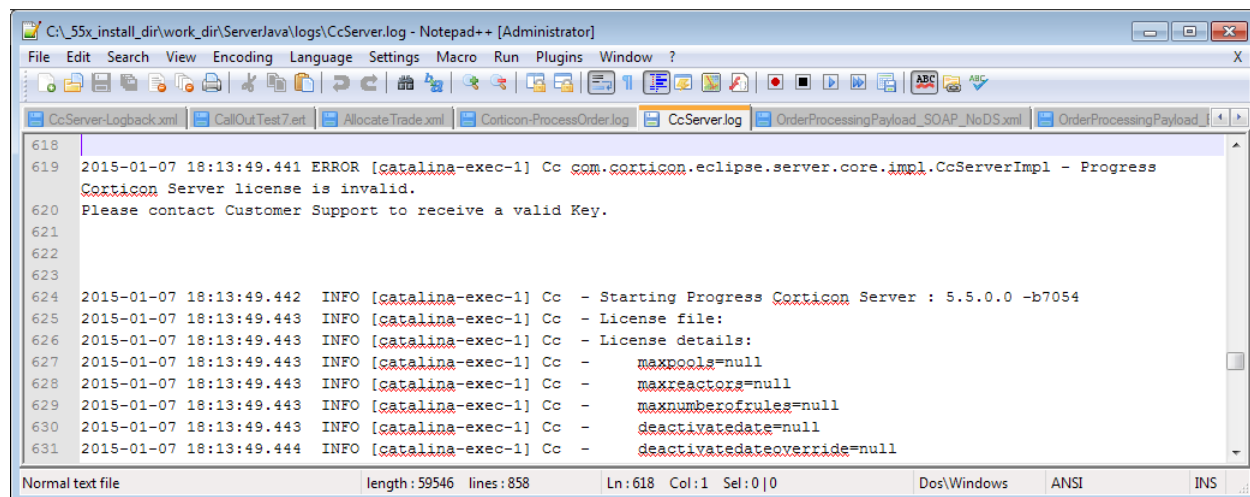 C:\_55x_install_dir\work_dir\ServerJava\logs\CcServer.log - Notepad++ [Administrator]
File Edit Search View Encoding Language Settings Macro Run Plugins Window ? X
ABC ABC
CcServer-Logback.xml CallOutTest7.ert AllocateTrade.xml Corticon-ProcessOrder.log CcServer.log OrderProcessingPayload_SOAP_NoDS.xml OrderProcessingPayload_
618
619 2015-01-07 18:13:49.441 ERROR [catalina-exec-1] Cc com.corticon.eclipse.server.core.impl.CcServerImpl - Progress
Corticon Server license is invalid.
620 Please contact Customer Support to receive a valid Key.
621
622
623
624 2015-01-07 18:13:49.442 INFO [catalina-exec-1] Cc - Starting Progress Corticon Server : 5.5.0.0 -b7054
625 2015-01-07 18:13:49.443 INFO [catalina-exec-1] Cc - License file:
626 2015-01-07 18:13:49.443 INFO [catalina-exec-1] Cc - License details:
627 2015-01-07 18:13:49.443 INFO [catalina-exec-1] Cc - maxpools=null
628 2015-01-07 18:13:49.443 INFO [catalina-exec-1] Cc - maxreactors=null
629 2015-01-07 18:13:49.443 INFO [catalina-exec-1] Cc - maxnumberofrules=null
630 2015-01-07 18:13:49.443 INFO [catalina-exec-1] Cc - deactivatedate=null
631 2015-01-07 18:13:49.444 INFO [catalina-exec-1] Cc - deactivatedateoverride=null
Normal text file length : 59546 lines : 858 Ln : 618 Col : 1 Sel : 0 | 0 Dos\Windows ANSI INS